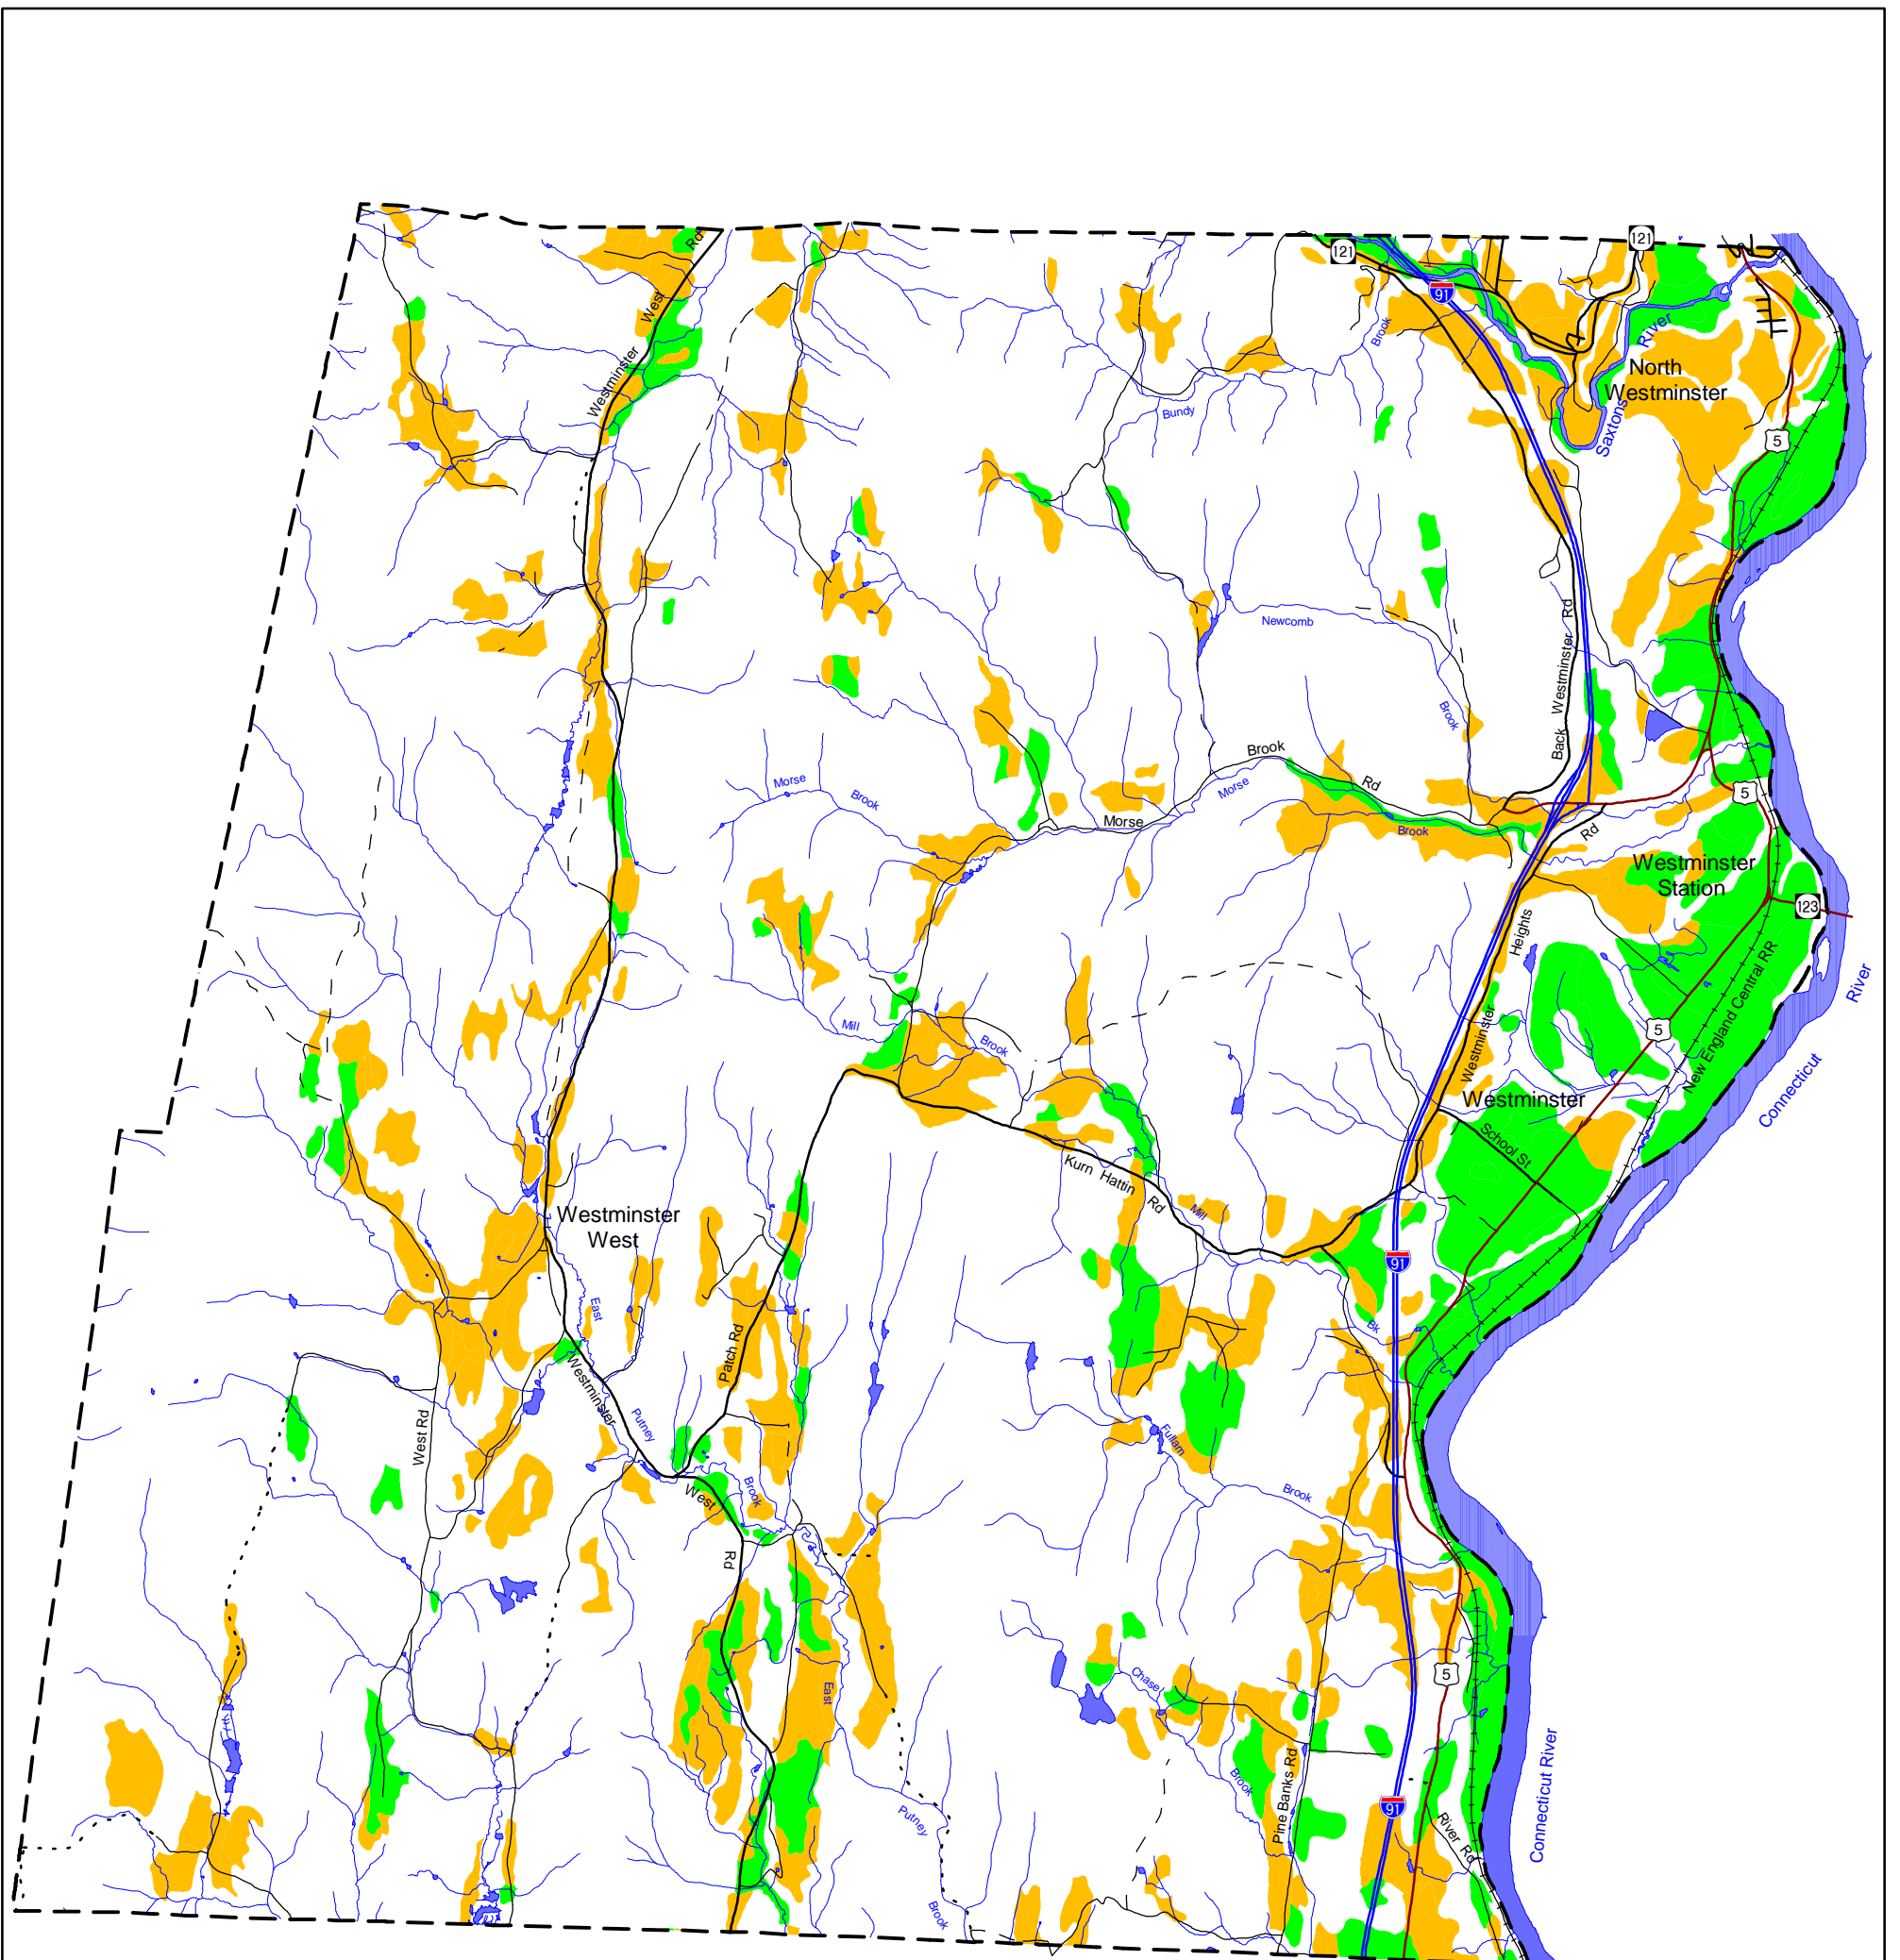 121
121
91
Rd
West
Westminster
River
North
Westminster
Saxtons
5
Brook
Bundy
Newcomb
Brook
Back Westminster Rd
Morse
Brook
Brook
Rd
Morse
Morse
Brook
5
Rd
Westminster
Station
123
Heights
New England Central RR
River
Connecticut
5
Mill
Brook
Westminster
Westminster
School St
Kurn Hattin Rd
Mill
Westminster
West
91
Bk
East
Patch Rd
Westminster
Putney
West Rd
Fullam
Brook
Brook
West
Rd
East
Chase
Brook
5
Pine Banks Rd
91
River Rd
Connecticut River
Putney
Brook